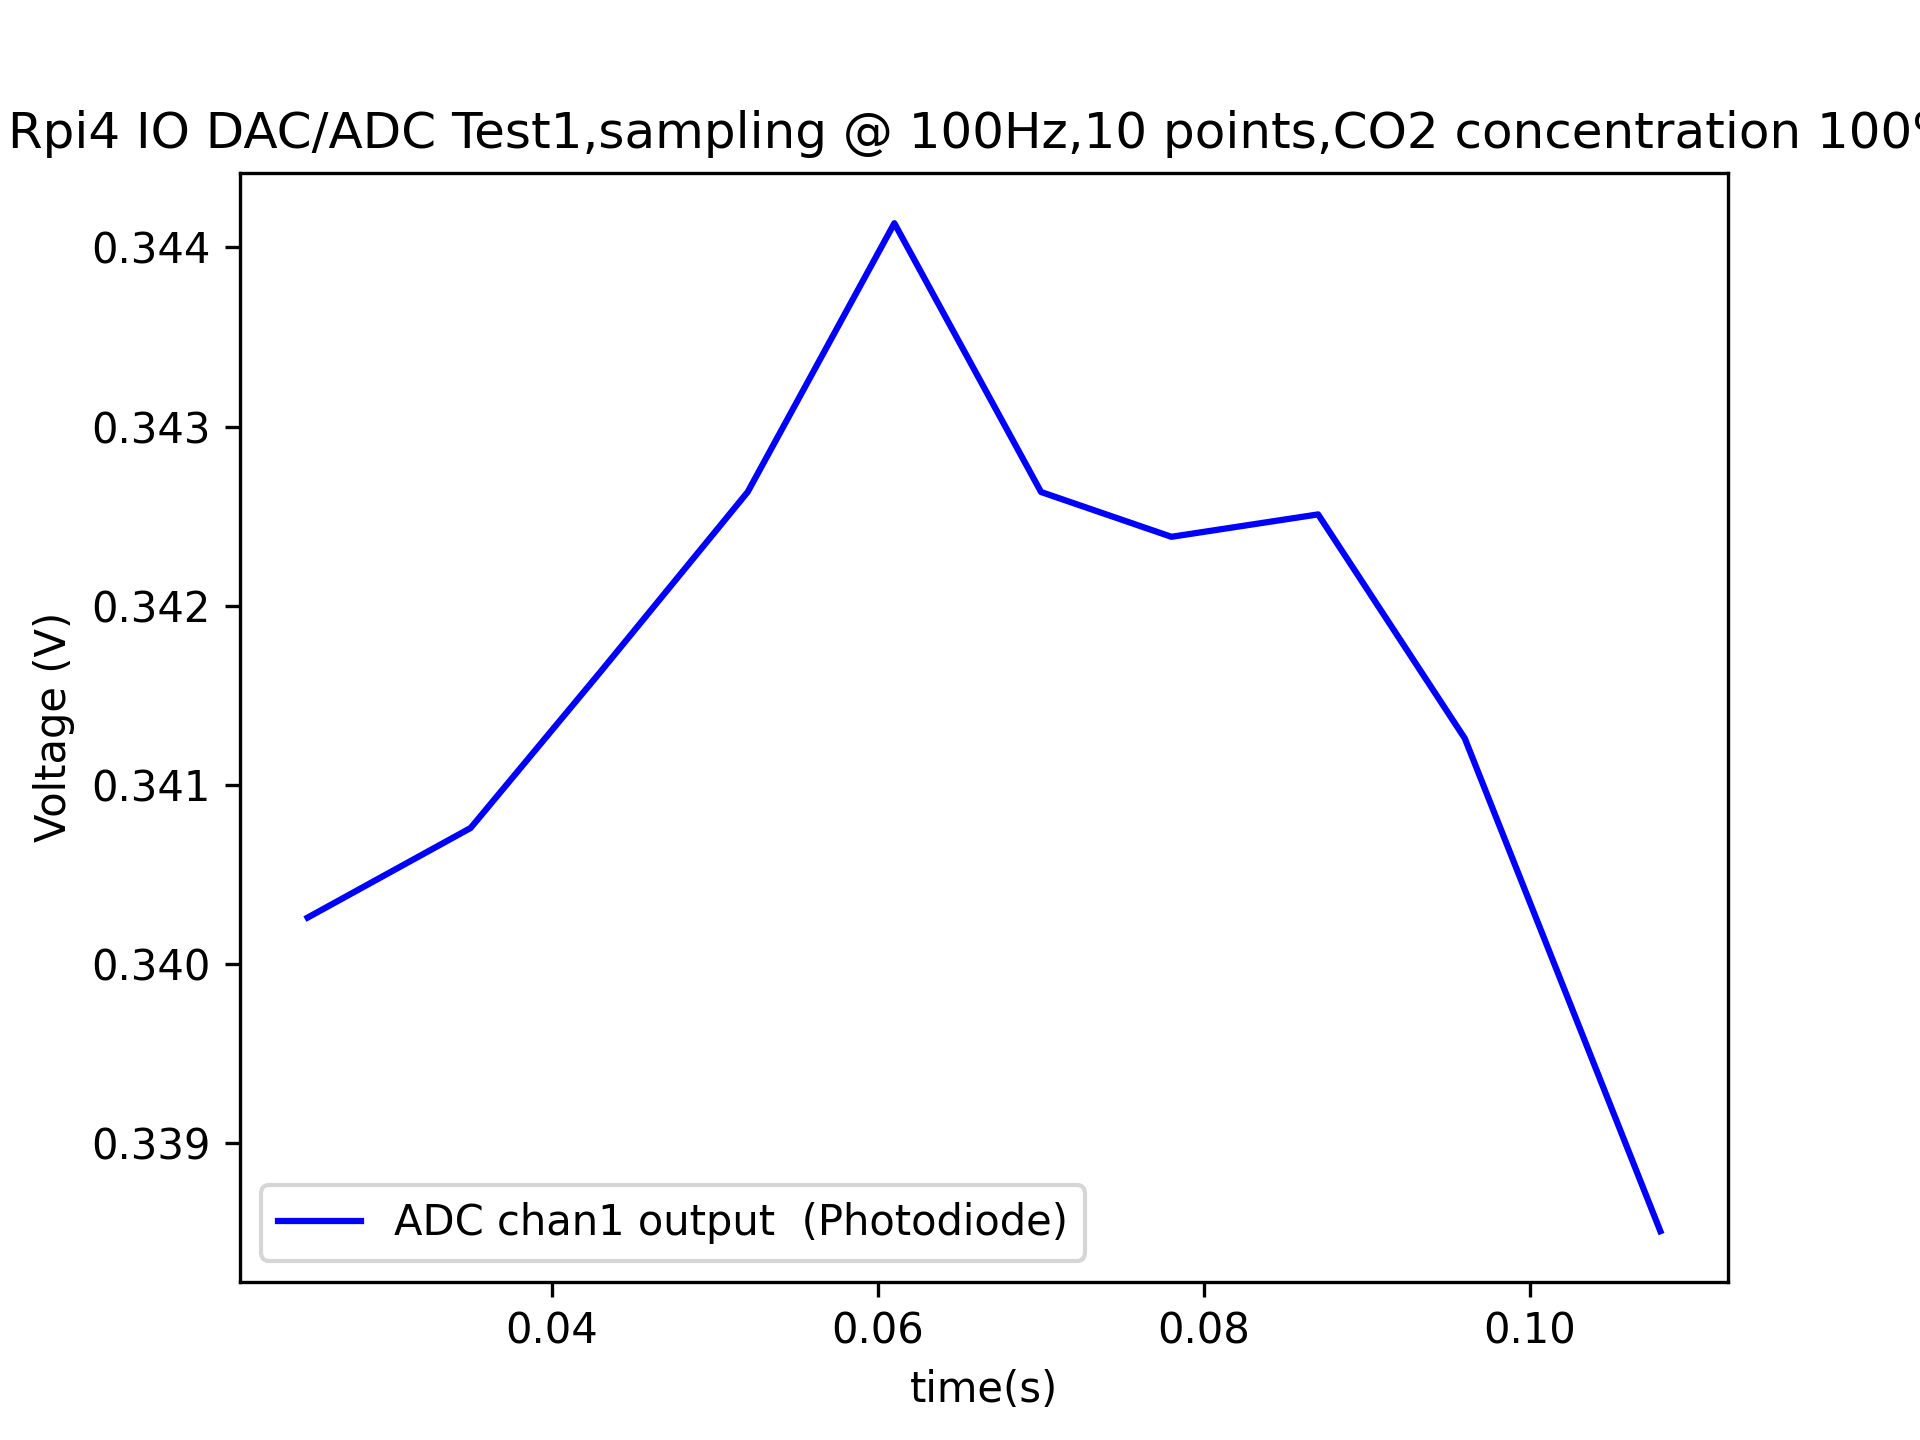 Rpi4 IO DAC/ADC Test1,sampling @ 100Hz,10 points,CO2 concentration 100%
0.344
0.343
0.342
0.341
0.340
0.339
Voltage (V)
ADC chan1 output (Photodiode)
0.04 0.06 0.08 0.10
time(s)